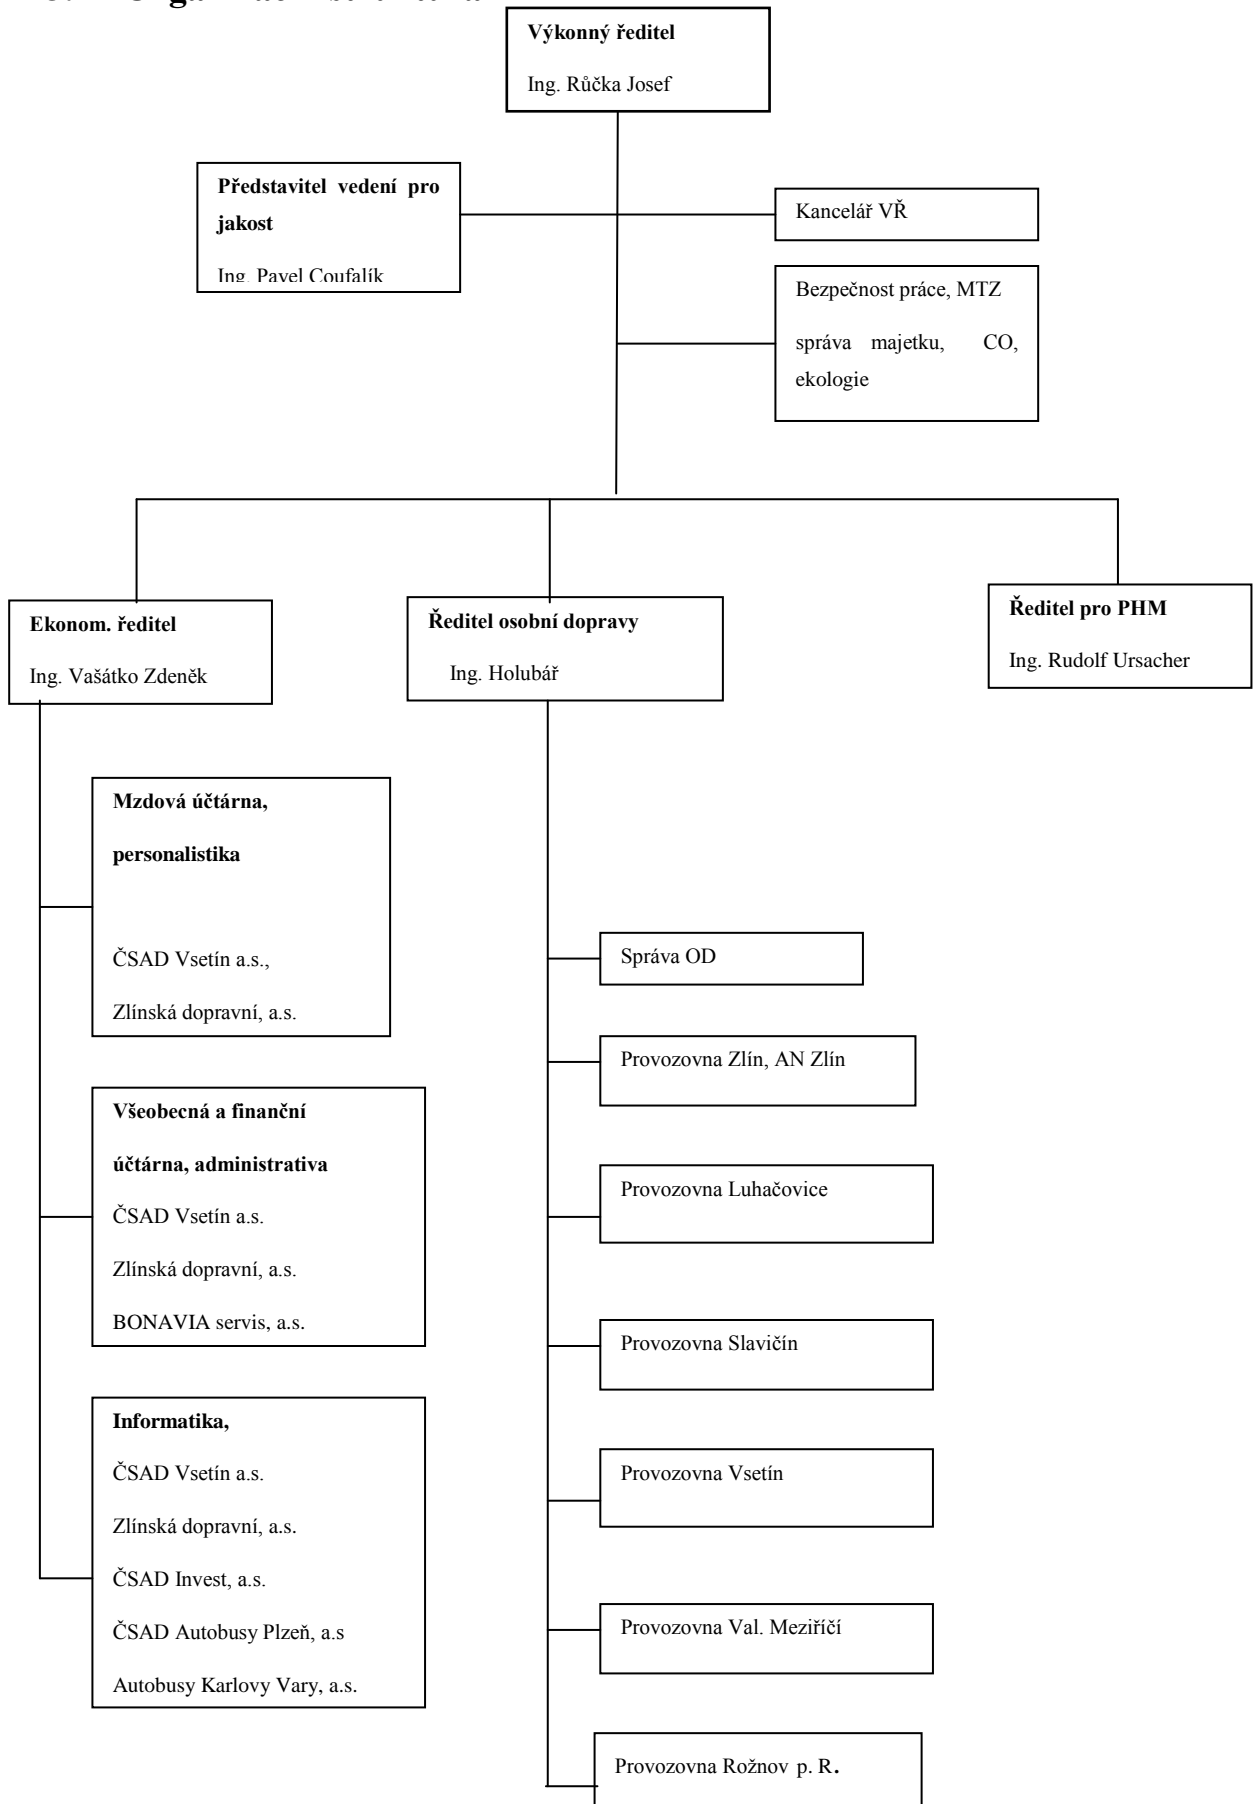 Výkonný ředitel
Ing. Růčka Josef
Představitel vedení pro
jakost
Ing. Pavel Coufalík
Kancelář VŘ
Bezpečnost práce, MTZ
správa majetku, CO,
ekologie
Ekonom. ředitel
Ing. Vašátko Zdeněk
Ředitel osobní dopravy
Ing. Holubář
Ředitel pro PHM
Ing. Rudolf Ursacher
Mzdová účtárna,
personalistika
ČSAD Vsetín a.s.,
Zlínská dopravní, a.s.
Všeobecná a finanční
účtárna, administrativa
ČSAD Vsetín a.s.
Zlínská dopravní, a.s.
BONAVIA servis, a.s.
Informatika,
ČSAD Vsetín a.s.
Zlínská dopravní, a.s.
ČSAD Invest, a.s.
ČSAD Autobusy Plzeň, a.s
Autobusy Karlovy Vary, a.s.
Správa OD
Provozovna Zlín, AN Zlín
Provozovna Luhačovice
Provozovna Slavičín
Provozovna Vsetín
Provozovna Val. Meziříčí
Provozovna Rožnov p. R.